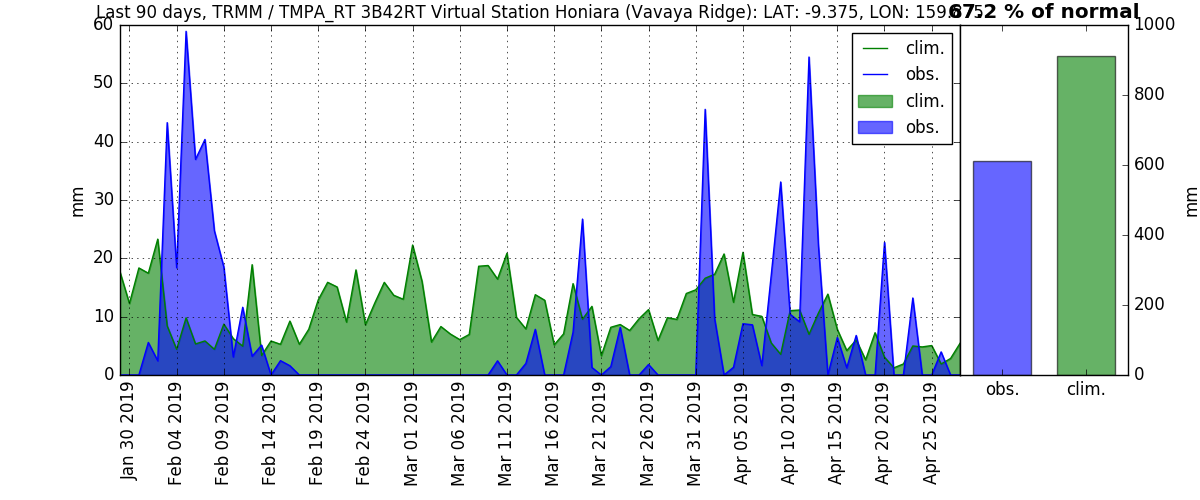 Last 90 days, TRMM / TMPA_RT 3B42RT Virtual Station Honiara (Vavaya Ridge): LAT: -9.375, LON:
67.2 % of normal
60
50
40
30
20
10
0
mm
clim.
obs.
clim.
obs.
Jan 30 2019
Feb 04 2019
Feb 09 2019
Feb 14 2019
Feb 19 2019
Feb 24 2019
Mar 01 2019
Mar 06 2019
Mar 11 2019
Mar 16 2019
Mar 21 2019
Mar 26 2019
Mar 31 2019
Apr 05 2019
Apr 10 2019
Apr 15 2019
Apr 20 2019
Apr 25 2019
1000
800
600
400
200
0
mm
obs.
clim.